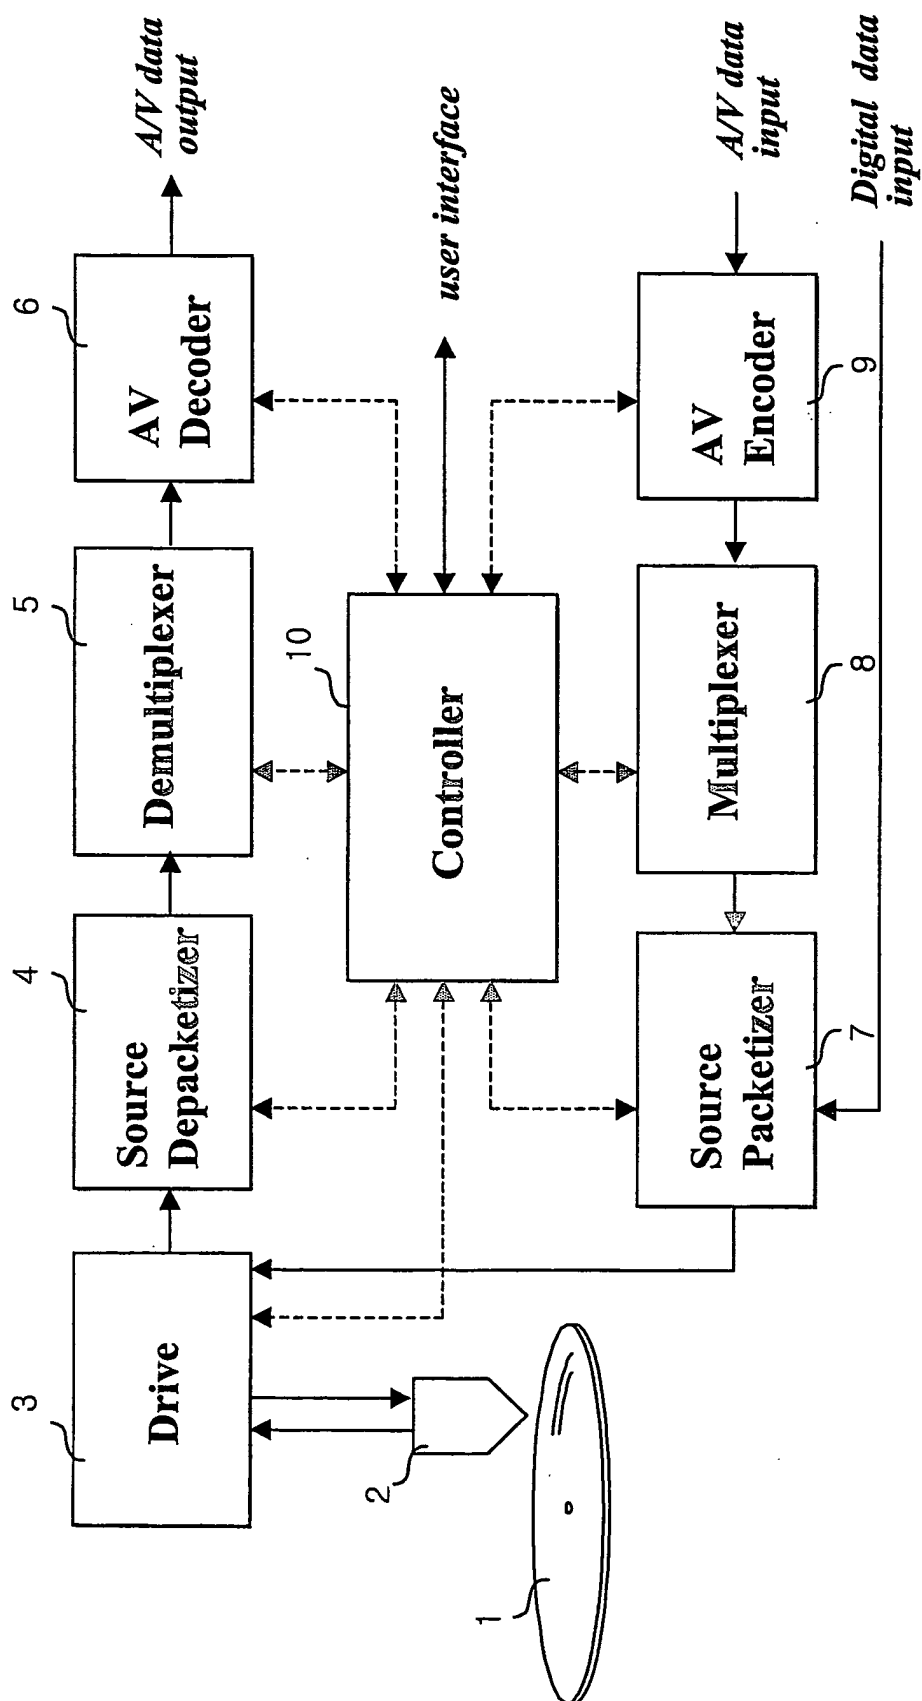 3
Drive
4
Source
Depacketizer
5
Demultiplexer
6
AV
Decoder
A/V data
output
2
1
10
Controller
user interface
Source
Packetizer
7
Multiplexer
8
AV
Encoder
9
A/V data
input
Digital data
input